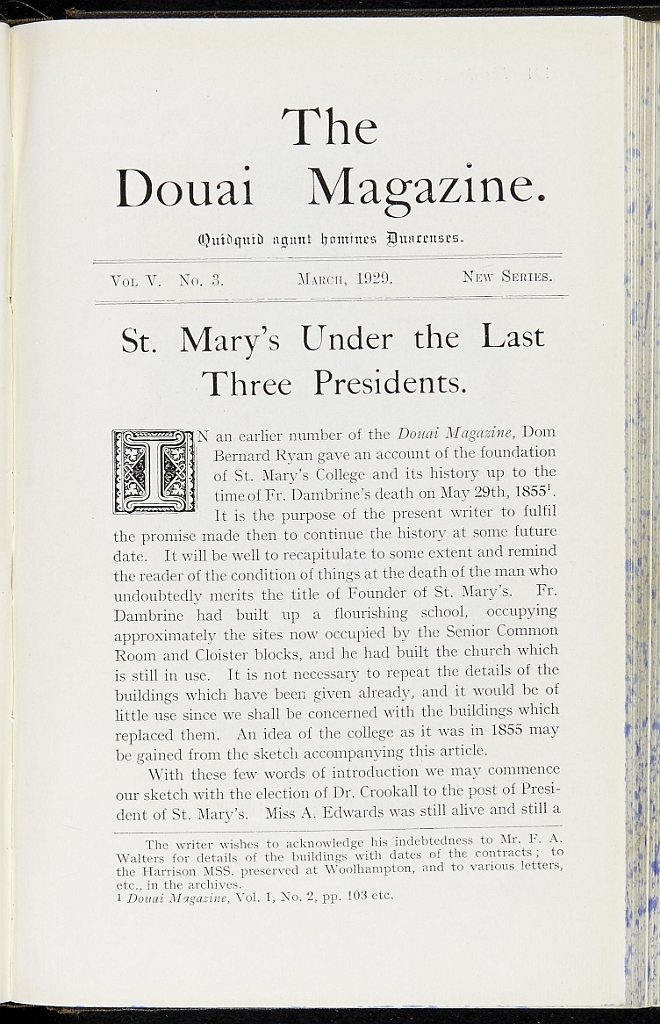 The
Douai Magazine.
Quidquid agunt homines Duacenses.
VOL V. NO. 3. MARCH, 1929. NEW SERIES.
St. Mary's Under the Last
Three Presidents.
IN an earlier number of the Douai Magazine, Dom
Bernard Ryan gave an account of the foundation
of St. Mary's College and its history up to the
time of Fr. Dambrine's death on May 29th, 1855¹.
It is the purpose of the present writer to fulfil
the promise made then to continue the history at some future
date. It will be well to recapitulate to some extent and remind
the reader of the condition of things at the death of the man who
undoubtedly merits the title of Founder of St. Mary's. Fr.
Dambrine had built up a flourishing school, occupying
approximately the sites now occupied by the Senior Common
Room and Cloister blocks, and he had built the church which
is still in use. It is not necessary to repeat the details of the
buildings which have been given already, and it would be of
little use since we shall be concerned with the buildings which
replaced them. An idea of the college as it was in 1855 may
be gained from the sketch accompanying this article.
With these few words of introduction we may commence
our sketch with the election of Dr. Crookall to the post of Presi-
dent of St. Mary's. Miss A. Edwards was still alive and still a
The writer wishes to acknowledge his indebtedness to Mr. F. A.
Walters for details of the buildings with dates of the contracts; to
the Harrison MSS. preserved at Woolhampton, and to various letters,
etc., in the archives.
1 Douai Magazine, Vol. 1, No. 2, pp. 103 etc.